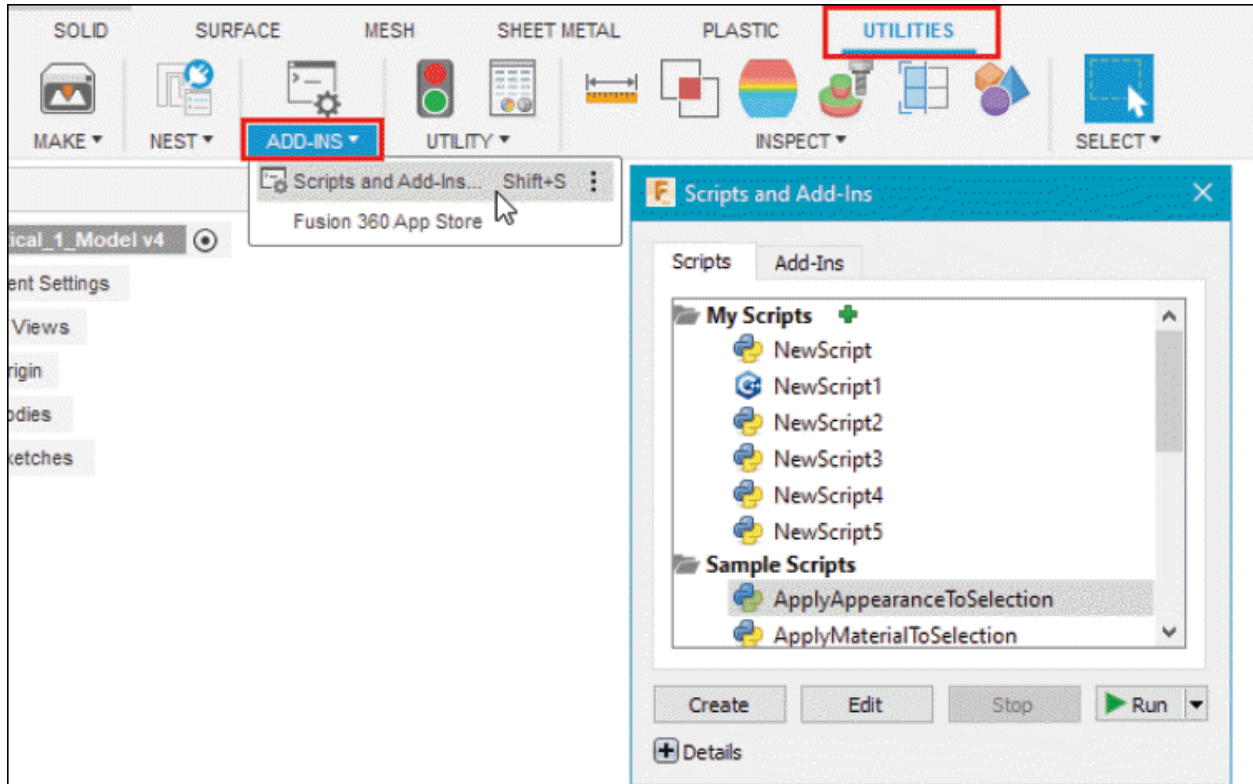 SOLID SURFACE MESH SHEET METAL PLASTIC UTILITIES
MAKE NEST ADD-INS UTILITY INSPECT SELECT
Scripts and Add-Ins... Shift+S
Fusion 360 App Store
ical_1_Model v4
ent Settings
Views
rigin
odies
ketches
Scripts and Add-Ins
Scripts Add-Ins
My Scripts
NewScript
NewScript1
NewScript2
NewScript3
NewScript4
NewScript5
Sample Scripts
ApplyAppearanceToSelection
ApplyMaterialToSelection
Create Edit Stop Run
Details